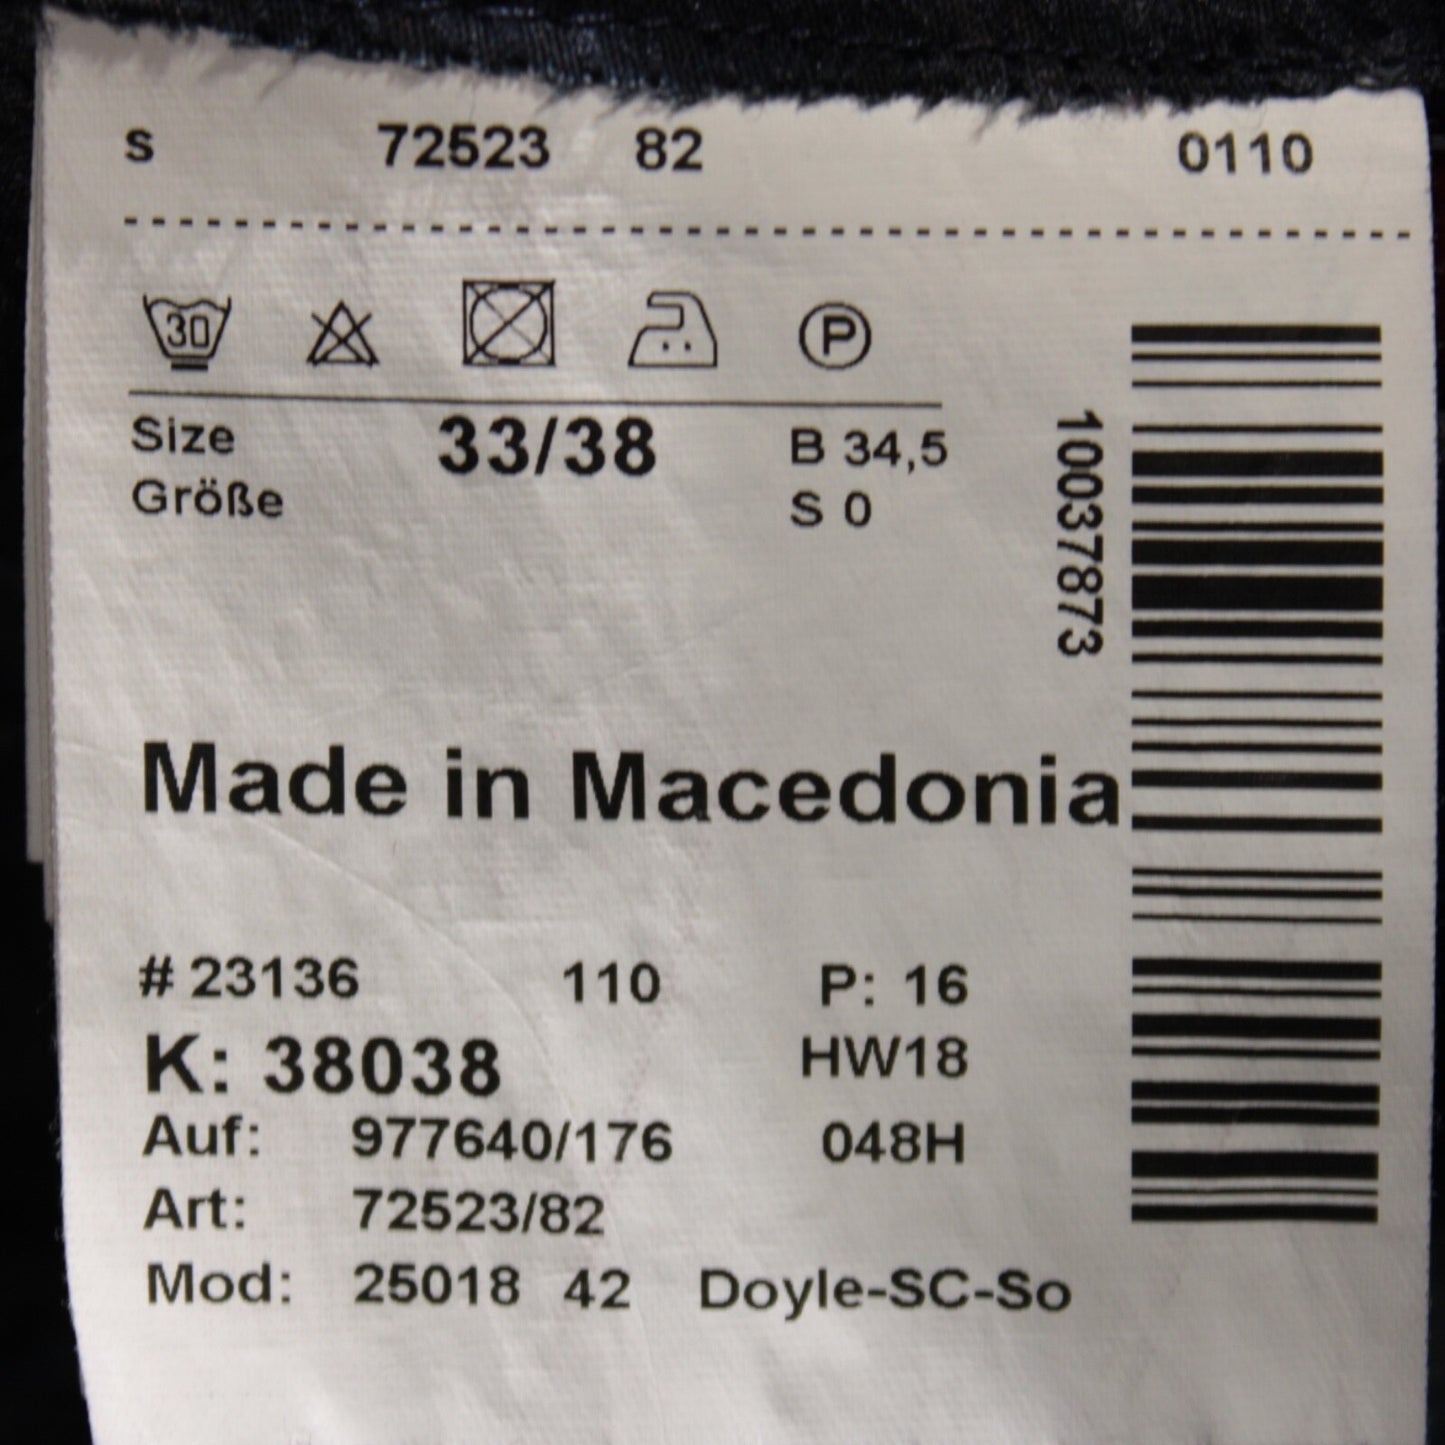 s 72523 82 0110
30 P
Size 33/38 B 34,5
Größe S 0
10037873
Made in Macedonia
# 23136 110 P: 16
K: 38038 HW18
Auf: 977640/176 048H
Art: 72523/82
Mod: 25018 42 Doyle-SC-So